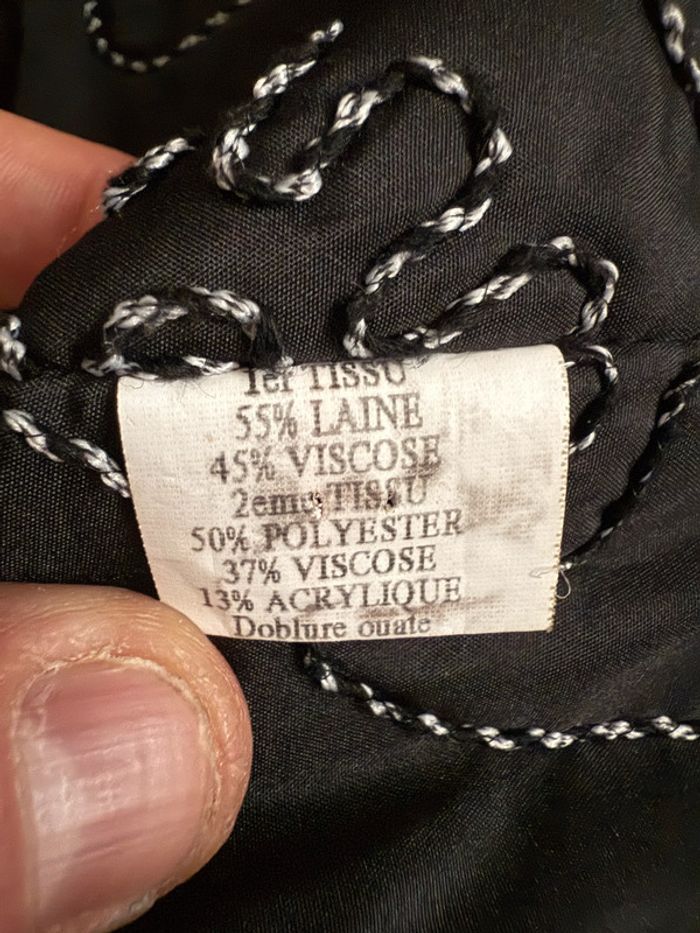 1er TISSU
55% LAINE
45% VISCOSE
2eme TISSU
50% POLYESTER
37% VISCOSE
13% ACRYLIQUE
Doblure ouate